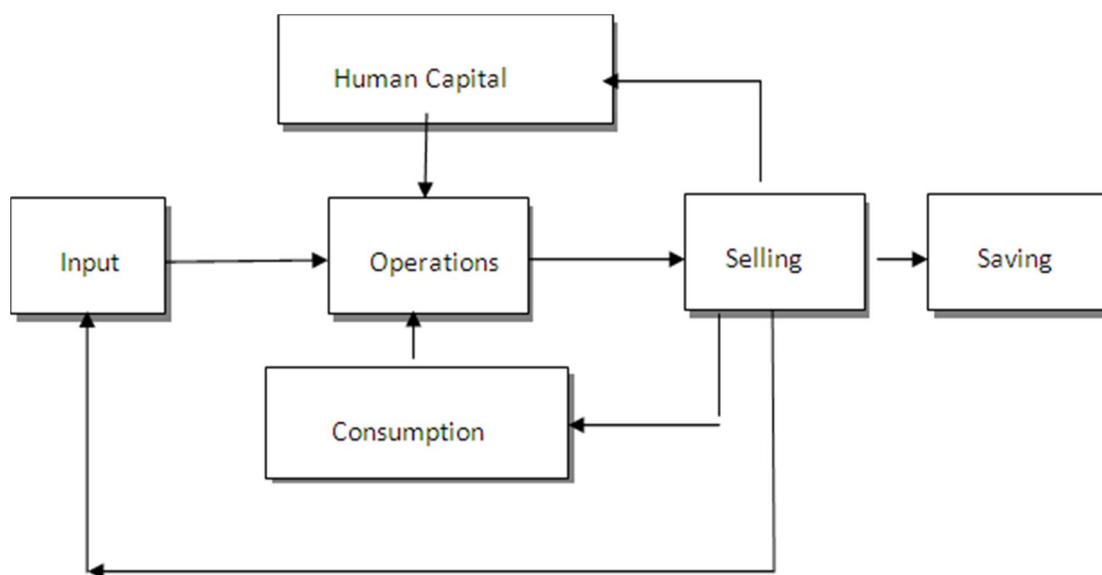 Human Capital
Input
Operations
Selling
Saving
Consumption